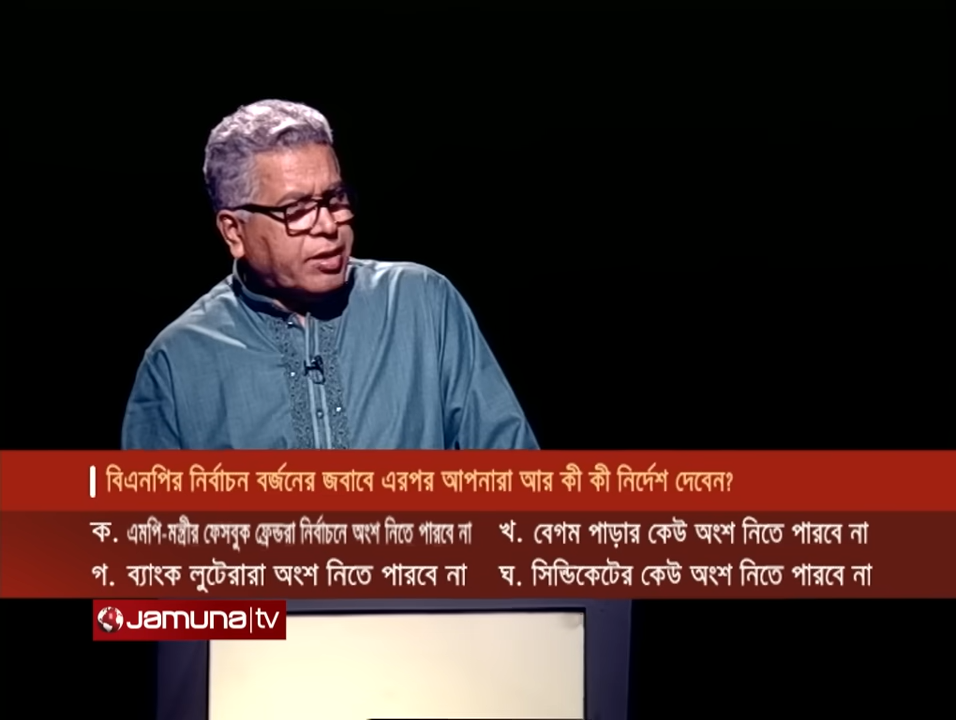 বিএনপির নির্বাচন বর্জনের জবাবে এরপর আপনারা আর কী কী নির্দেশ দেবেন?
ক. এমপি-মন্ত্রীর ফেসবুক ফ্রেন্ডরা নির্বাচনে অংশ নিতে পারবে না
খ. বেগম পাড়ার কেউ অংশ নিতে পারবে না
গ. ব্যাংক লুটেরারা অংশ নিতে পারবে না
ঘ. সিন্ডিকেটের কেউ অংশ নিতে পারবে না
Jamuna|tv